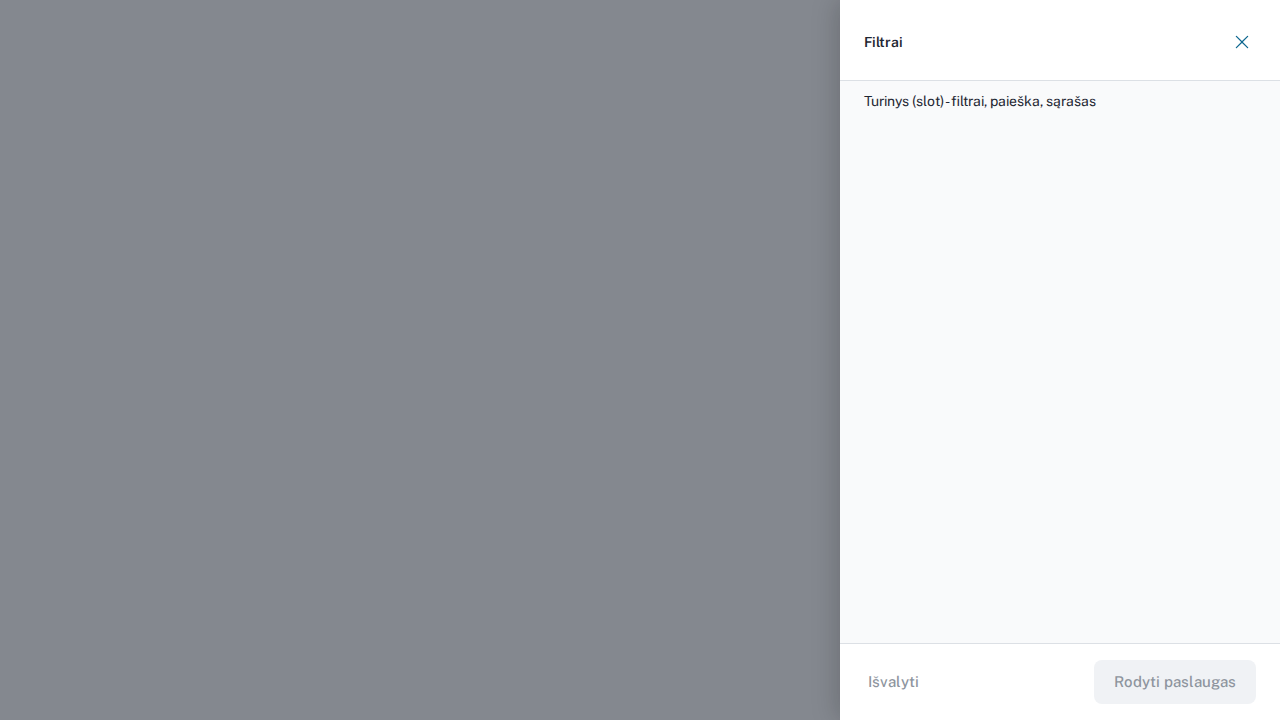 Filtrai
Turinys (slot) - filtrai, paieška, sąrašas
Išvalyti
Rodyti paslaugas